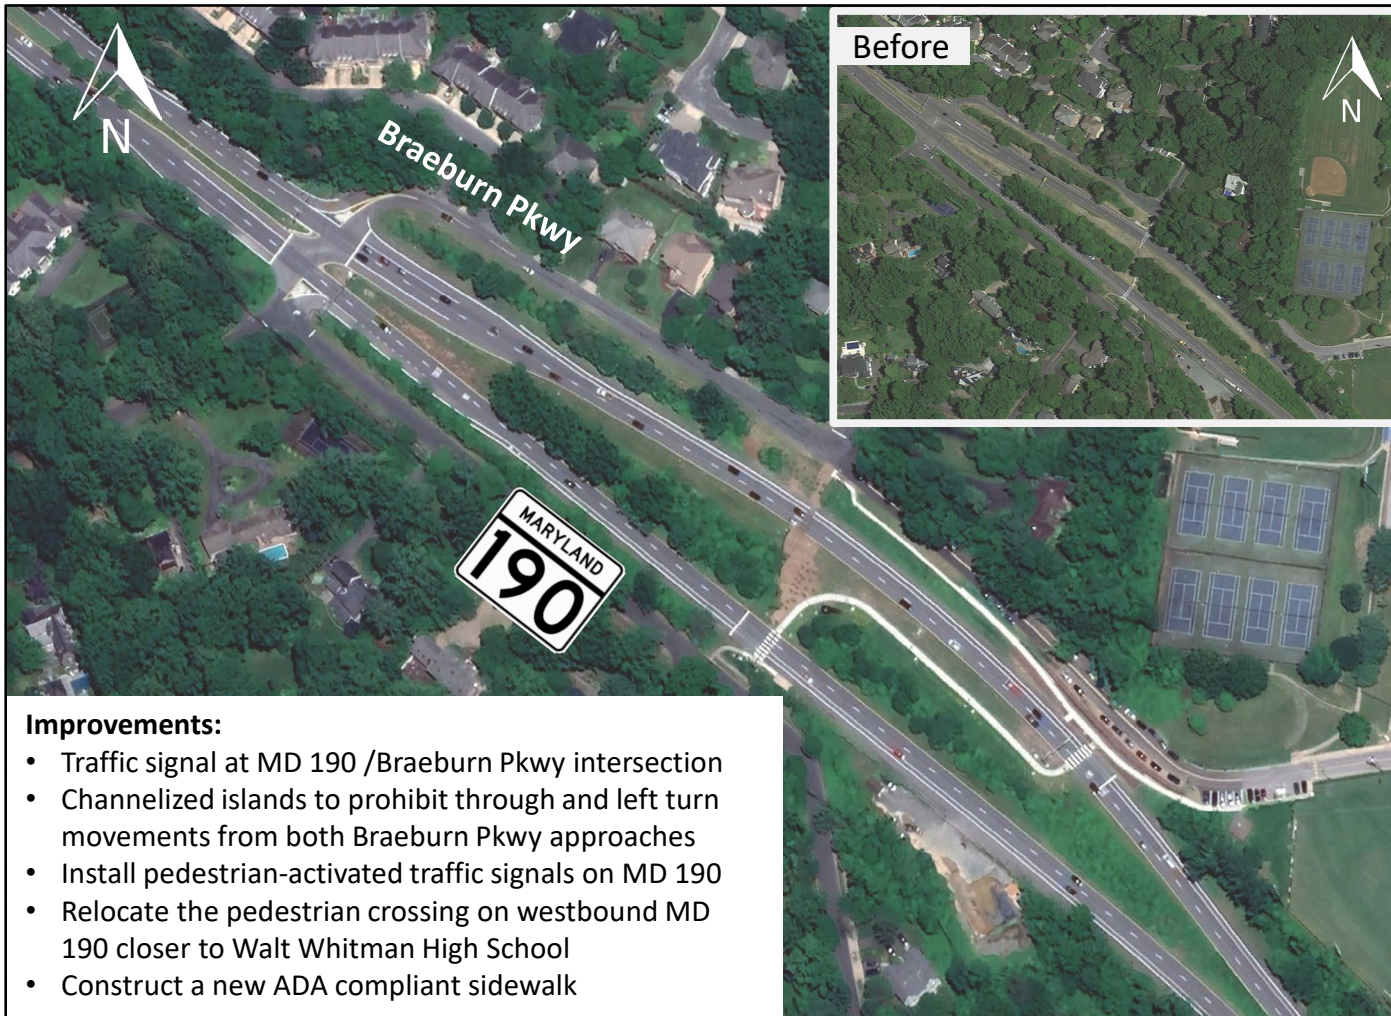 N
Braeburn Pkwy
Before
N
MARYLAND
190
Improvements:
• Traffic signal at MD 190 /Braeburn Pkwy intersection
• Channelized islands to prohibit through and left turn
movements from both Braeburn Pkwy approaches
• Install pedestrian-activated traffic signals on MD 190
• Relocate the pedestrian crossing on westbound MD
190 closer to Walt Whitman High School
• Construct a new ADA compliant sidewalk